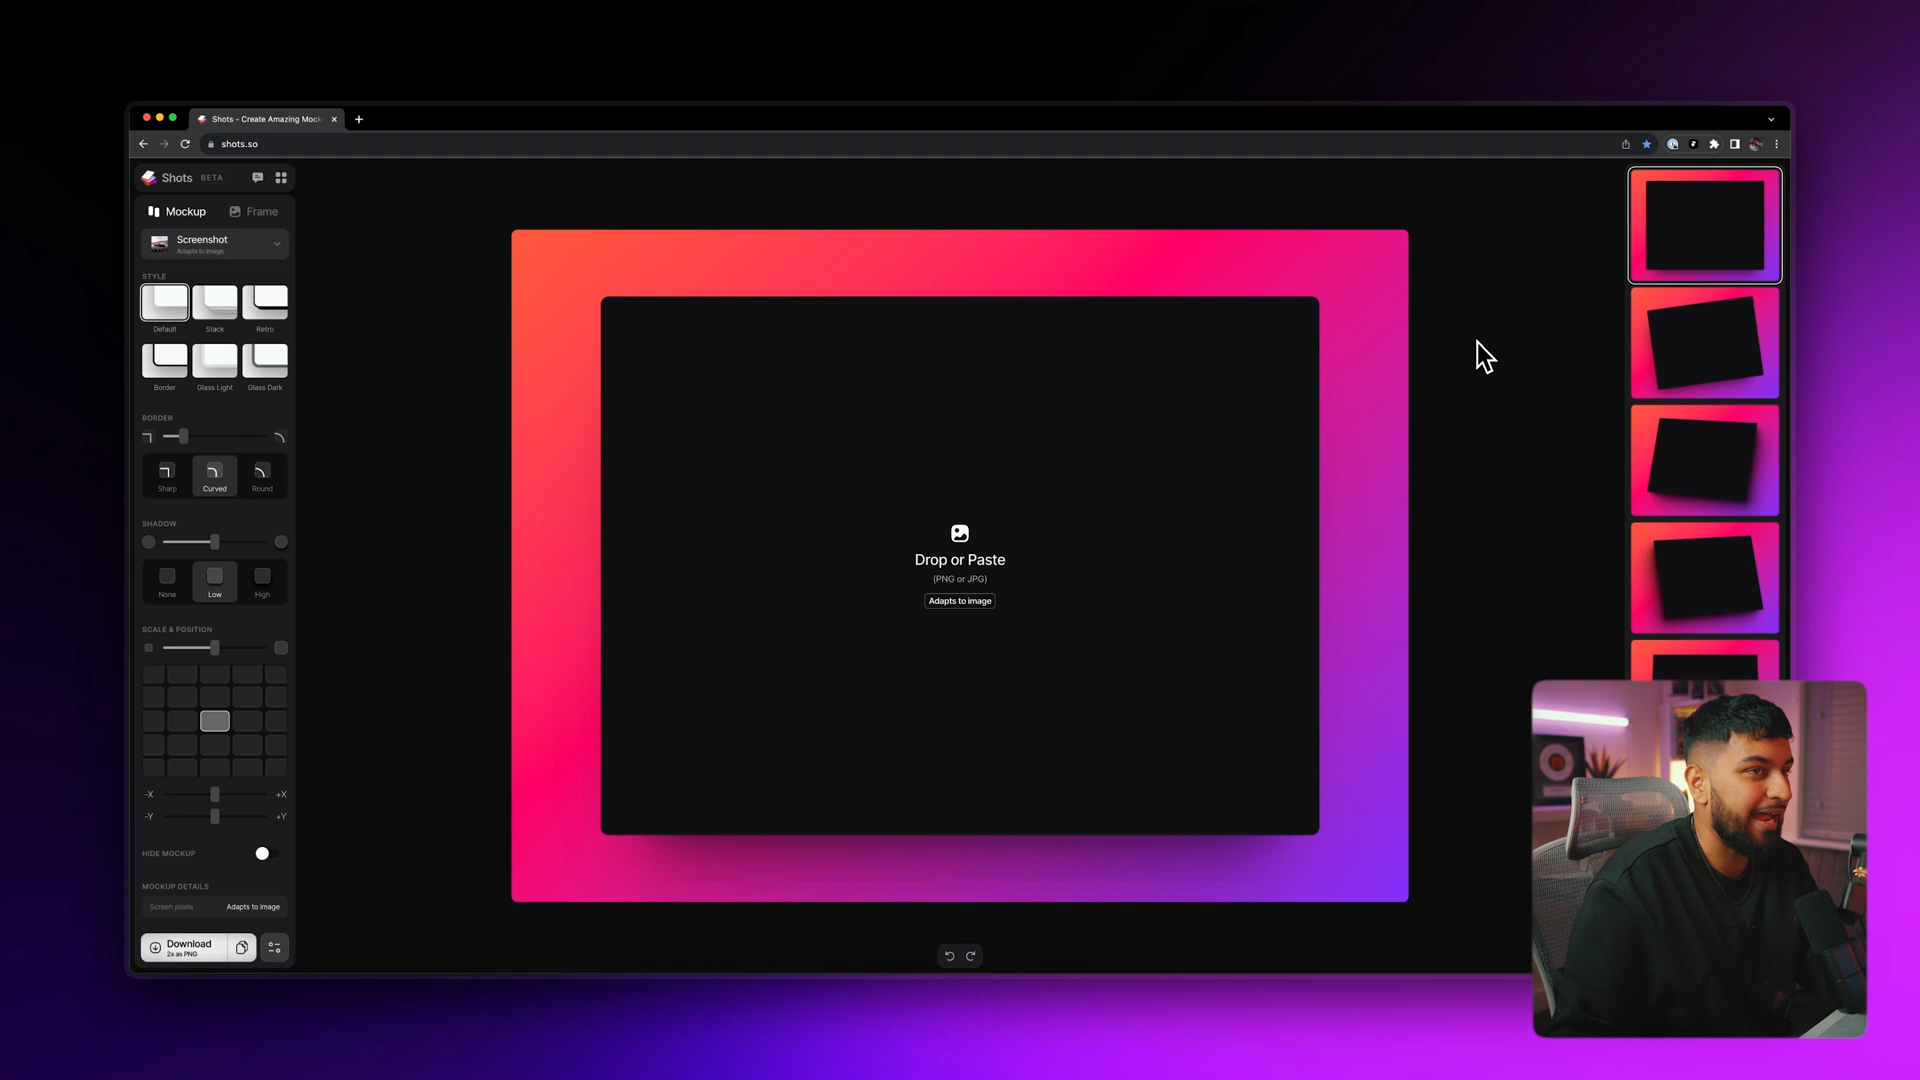 Shots - Create Amazing Mock
shots.so
Shots BETA
Mockup Frame
Screenshot
Adapts to image
STYLE
Default Stack Retro
Border Glass Light Glass Dark
BORDER
Sharp Curved Round
SHADOW
None Low High
SCALE & POSITION
-X +X
-Y +Y
HIDE MOCKUP
MOCKUP DETAILS
Screen pixels Adapts to image
Download
2x as PNG
Drop or Paste
(PNG or JPG)
Adapts to image